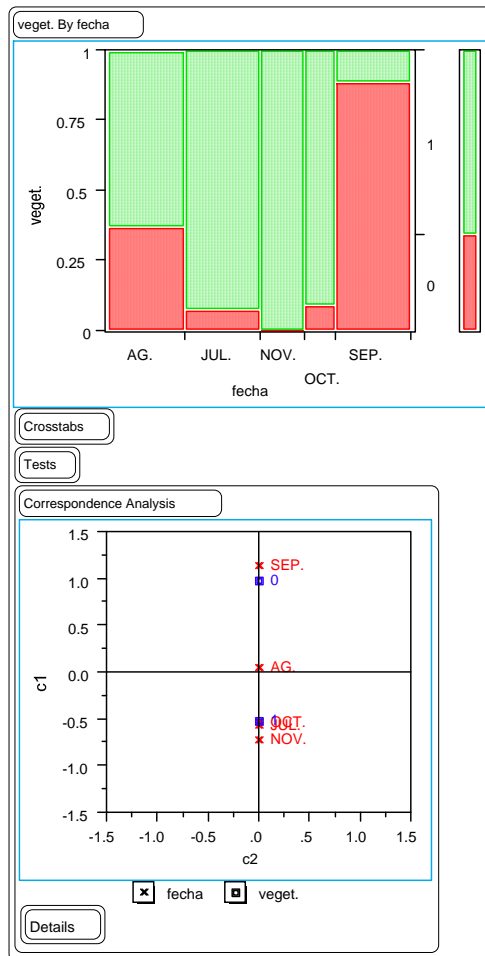 veget. By fecha
1
0.75
0.5
0.25
0
veget.
1
0
AG. JUL. NOV. SEP.
OCT.
fecha
Crosstabs
Tests
Correspondence Analysis
1.5
1.0
0.5
0.0
-0.5
-1.0
-1.5
c1
SEP.
0
AG.
1
OCT.
JUL.
NOV.
-1.5 -1.0 -0.5 .0 .5 1.0 1.5
c2
fecha veget.
Details